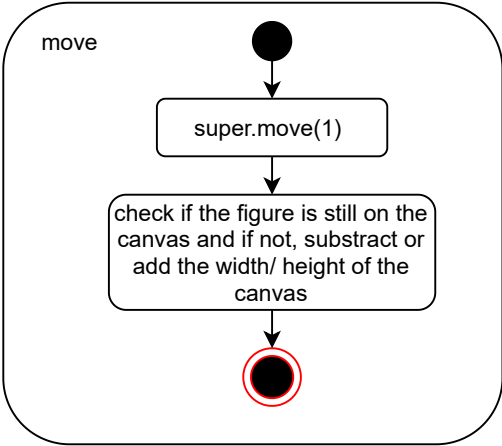 move
super.move(1)
check if the figure is still on the
canvas and if not, substract or
add the width/ height of the
canvas